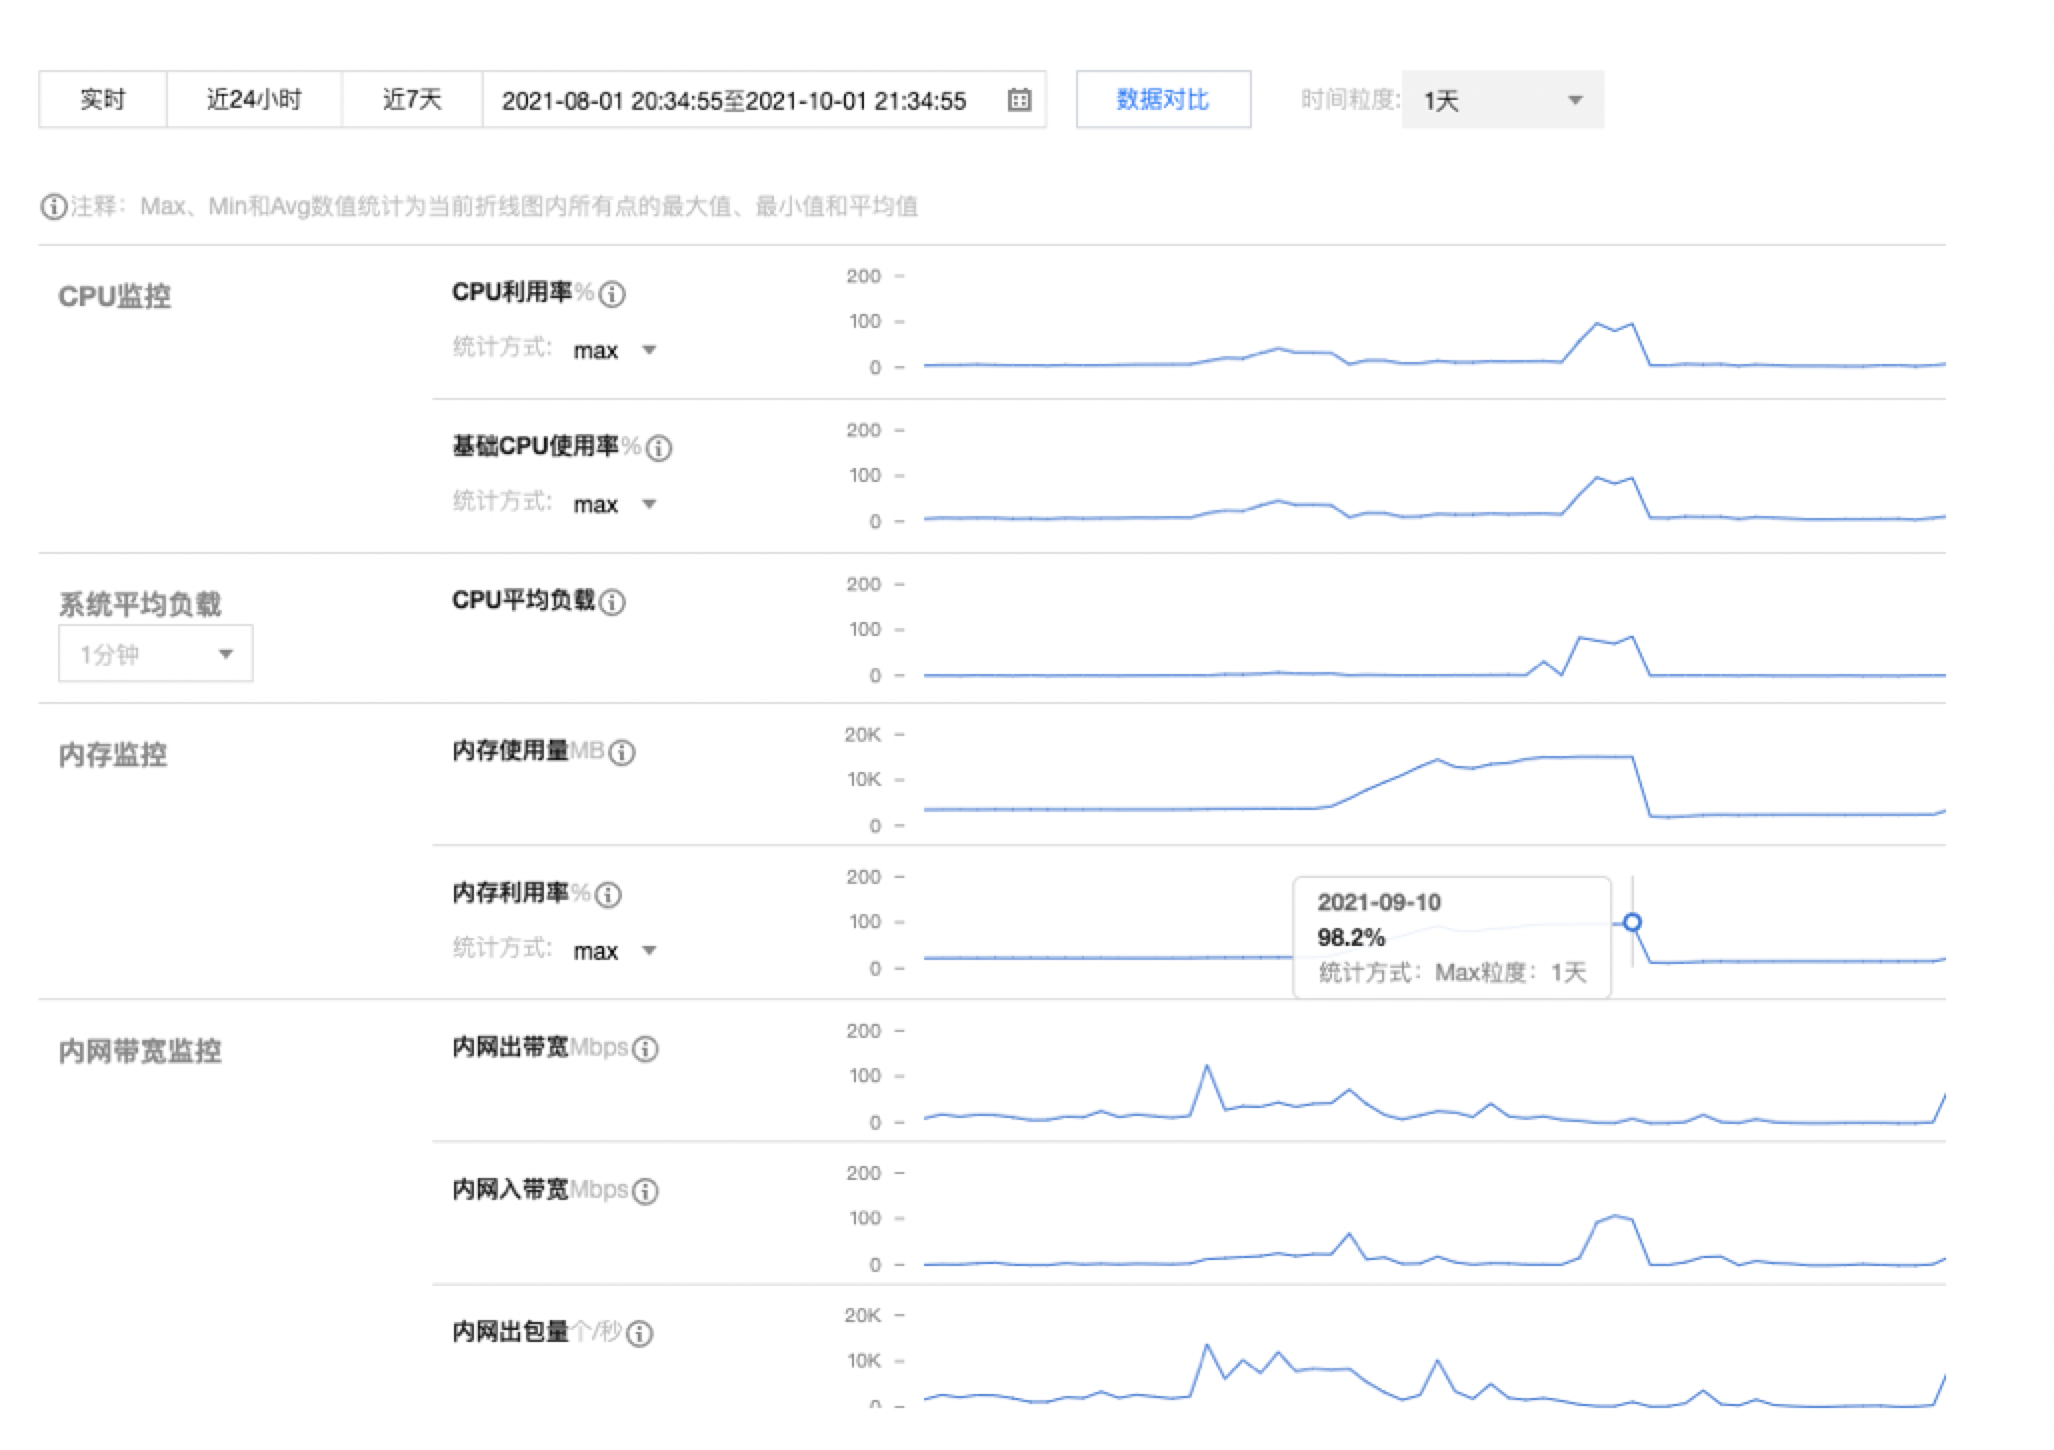 实时 近24小时 近7天 2021-08-01 20:34:55至2021-10-01 21:34:55 数据对比 时间粒度: 1天
注释：Max、Min和Avg数值统计为当前折线图内所有点的最大值、最小值和平均值
CPU监控
CPU利用率%
统计方式: max
200
100
0
基础CPU使用率%
统计方式: max
200
100
0
系统平均负载
1分钟
CPU平均负载
200
100
0
内存监控
内存使用量MB
20K
10K
0
内存利用率%
统计方式: max
200
100
0
2021-09-10
98.2%
统计方式：Max粒度：1天
内网带宽监控
内网出带宽Mbps
200
100
0
内网入带宽Mbps
200
100
0
内网出包量个/秒
20K
10K
0